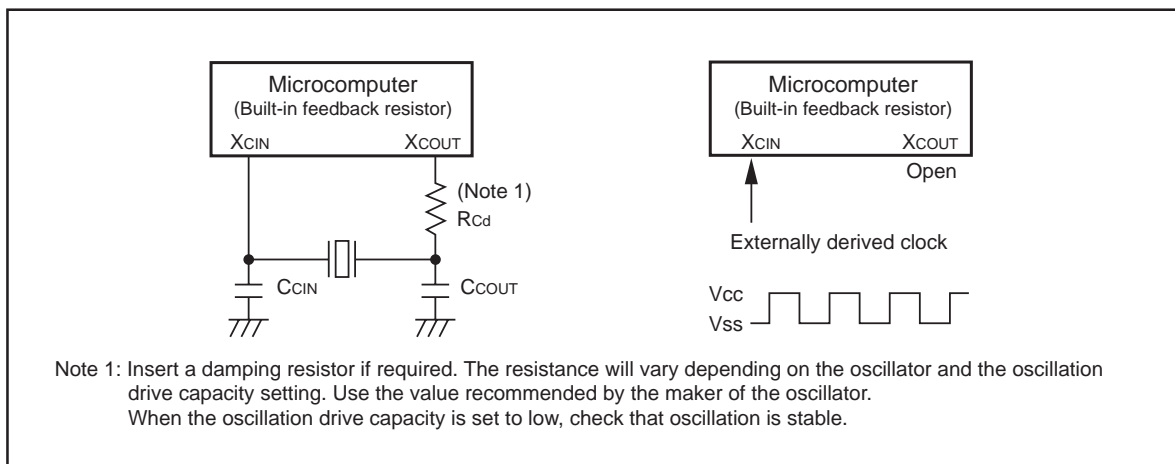 Microcomputer
(Built-in feedback resistor)
XCIN
XCOUT
(Note 1)
RCd
CCIN
CCOUT
Microcomputer
(Built-in feedback resistor)
XCIN
XCOUT
Open
Externally derived clock
Vcc
Vss
Note 1: Insert a damping resistor if required. The resistance will vary depending on the oscillator and the oscillation
drive capacity setting. Use the value recommended by the maker of the oscillator.
When the oscillation drive capacity is set to low, check that oscillation is stable.